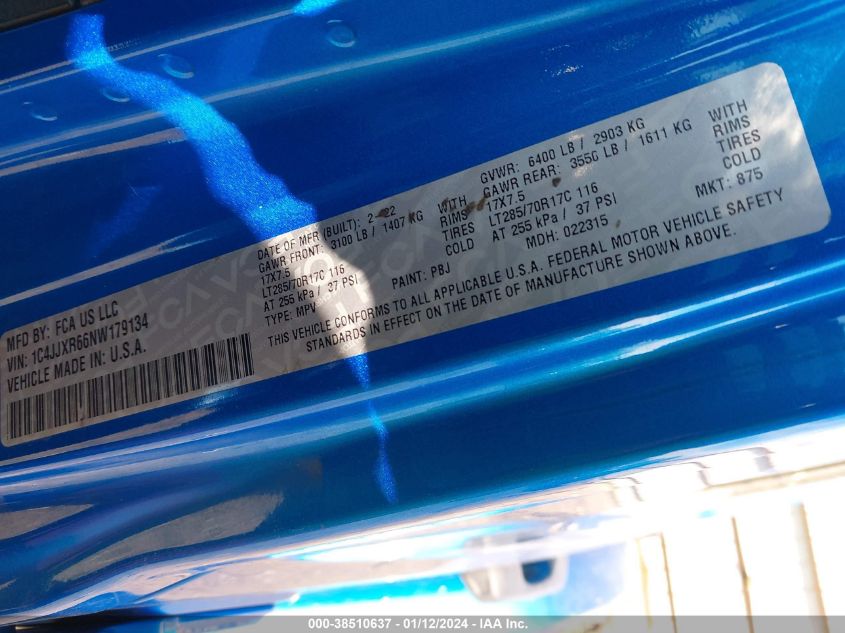 MFD BY: FCA US LLC
VIN: 1C4JJXR66NW179134
VEHICLE MADE IN: U.S.A.
DATE OF MFR (BUILT): 2-22
GAWR FRONT: 3100 LB / 1407 KG WITH
17X7.5 RIMS
LT285/70R17C 116 TIRES
AT 255 kPa / 37 PSI COLD
TYPE: MPV PAINT: PBJ
GVWR: 6400 LB / 2903 KG
GAWR REAR: 3550 LB / 1611 KG WITH
17X7.5 RIMS
LT285/70R17C 116 TIRES
AT 255 kPa / 37 PSI COLD
MDH: 022315 MKT: 875
THIS VEHICLE CONFORMS TO ALL APPLICABLE U.S.A. FEDERAL MOTOR VEHICLE SAFETY
STANDARDS IN EFFECT ON THE DATE OF MANUFACTURE SHOWN ABOVE.
000-38510637 - 01/12/2024 - IAA Inc.